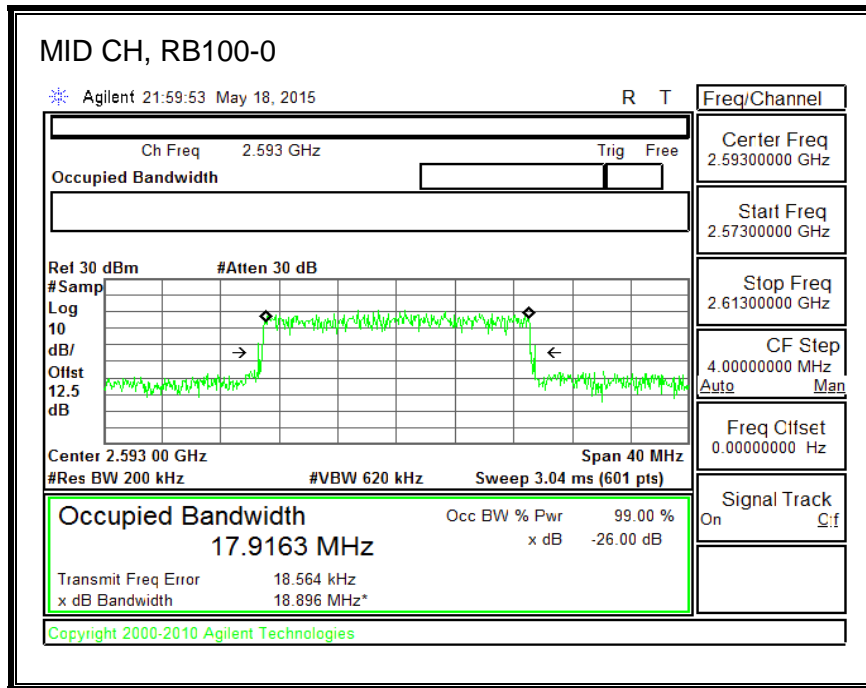 MID CH, RB100-0
Agilent 21:59:53 May 18, 2015 R T
Freq/Channel
Ch Freq 2.593 GHz Trig Free
Occupied Bandwidth
Center Freq
2.59300000 GHz
Start Freq
2.57300000 GHz
Stop Freq
2.61300000 GHz
CF Step
4.00000000 MHz
Auto Man
Freq Offset
0.00000000 Hz
Signal Track
On Off
Ref 30 dBm #Atten 30 dB
#Samp
Log
10
dB/
Offst
12.5
dB
Center 2.593 00 GHz Span 40 MHz
#Res BW 200 kHz #VBW 620 kHz Sweep 3.04 ms (601 pts)
Occupied Bandwidth
17.9163 MHz
Occ BW % Pwr 99.00 %
x dB -26.00 dB
Transmit Freq Error 18.564 kHz
x dB Bandwidth 18.896 MHz*
Copyright 2000-2010 Agilent Technologies